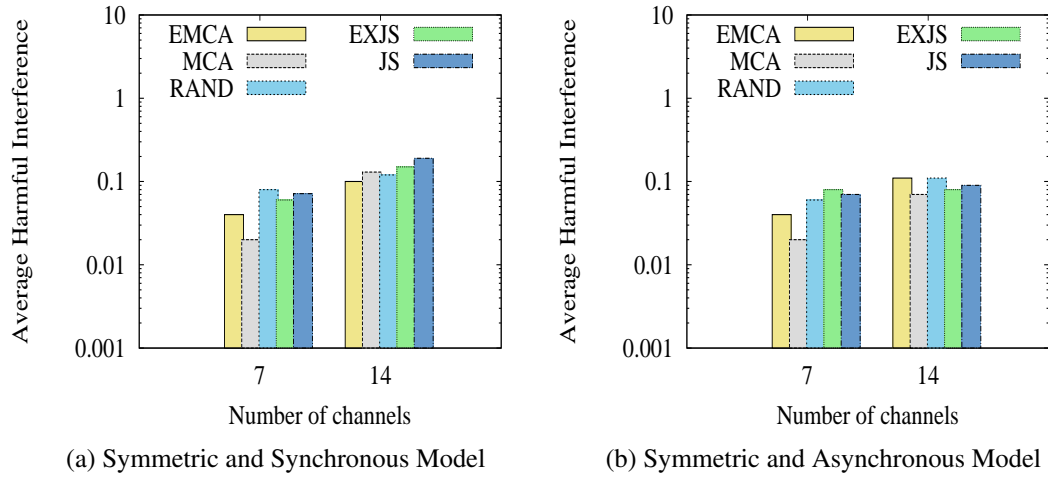 Average Harmful Interference
10
1
0.1
0.01
0.001
EMCA
MCA
RAND
EXJS
JS
7
14
Number of channels
(a) Symmetric and Synchronous Model
Average Harmful Interference
10
1
0.1
0.01
0.001
EMCA
MCA
RAND
EXJS
JS
7
14
Number of channels
(b) Symmetric and Asynchronous Model